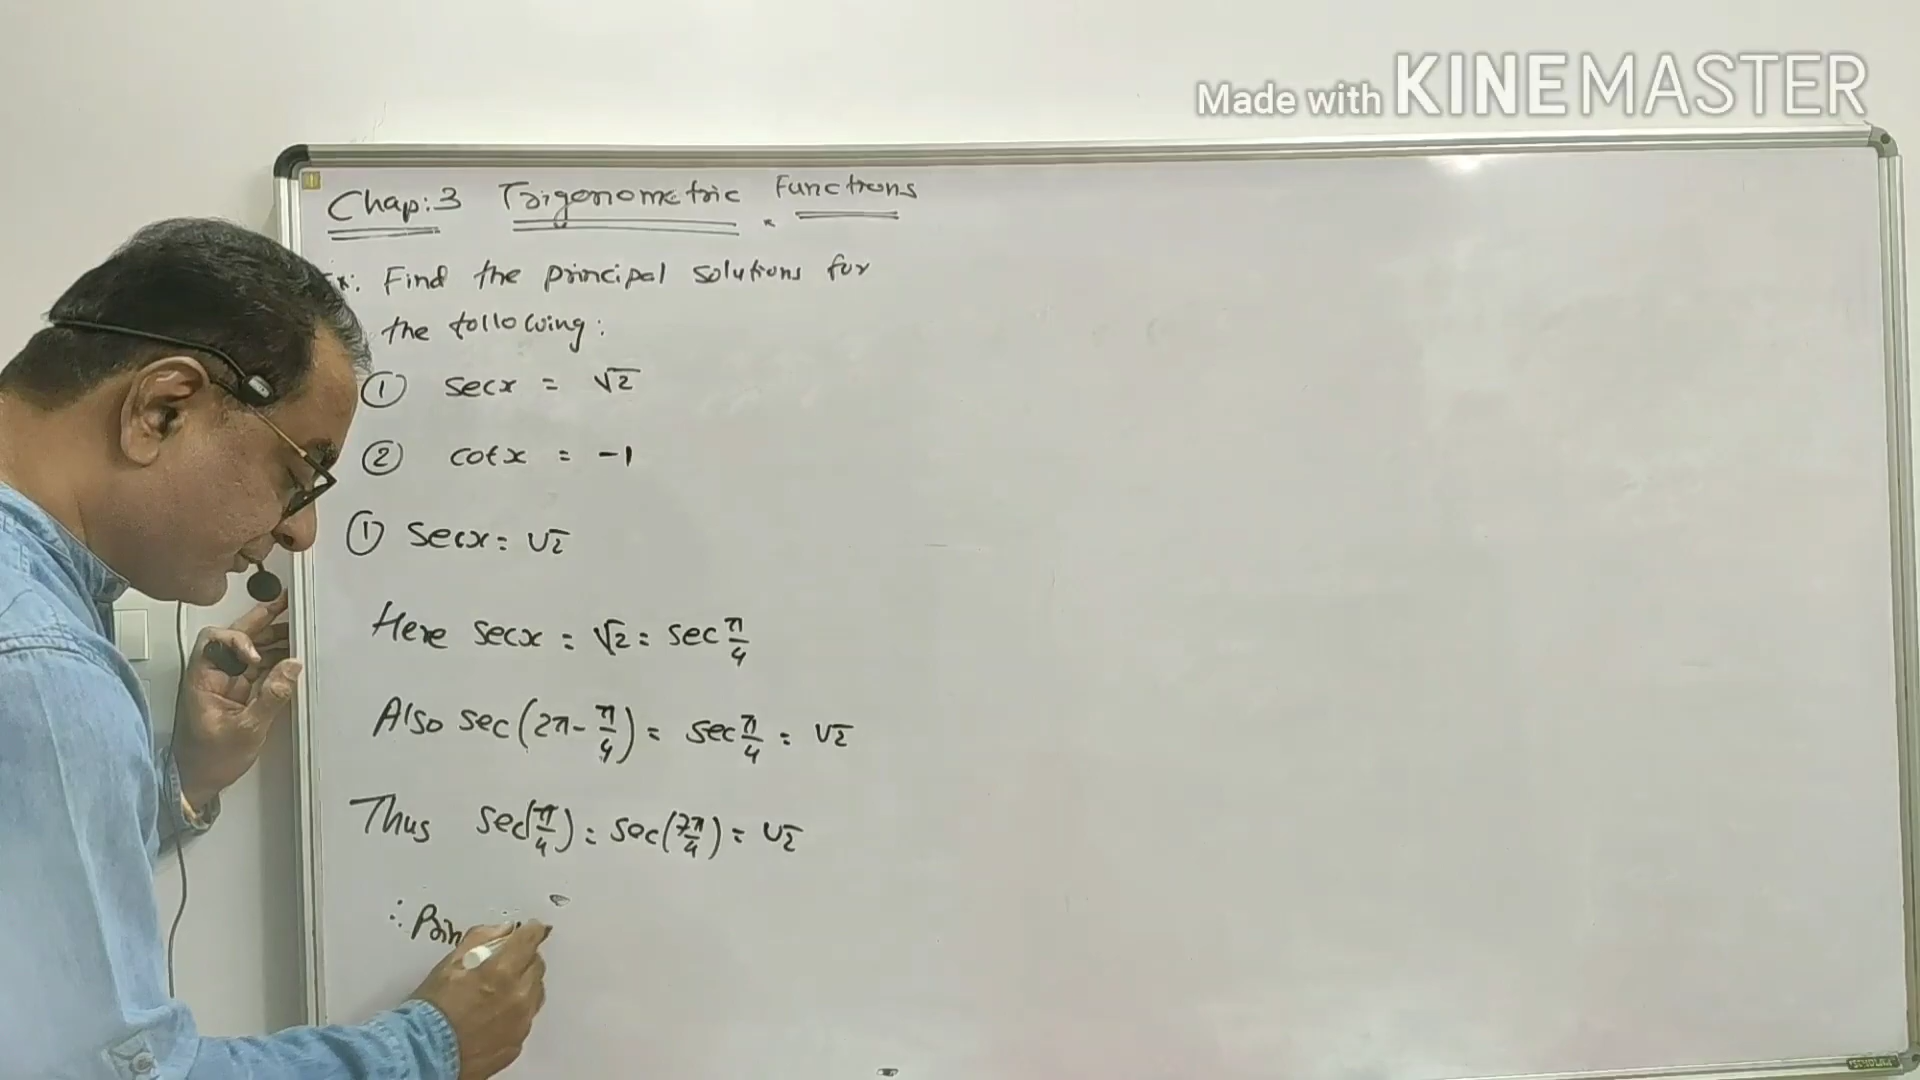 Made with KINEMASTER
Chap:3 Trigonometric Functions
Ex: Find the principal solutions for
the following:
① secx = √2
② cotx = -1
① secx = √2
Here secx = √2 = sec π/4
Also sec(2π - π/4) = sec π/4 = √2
Thus sec(π/4) = sec(7π/4) = √2
∴ Prin